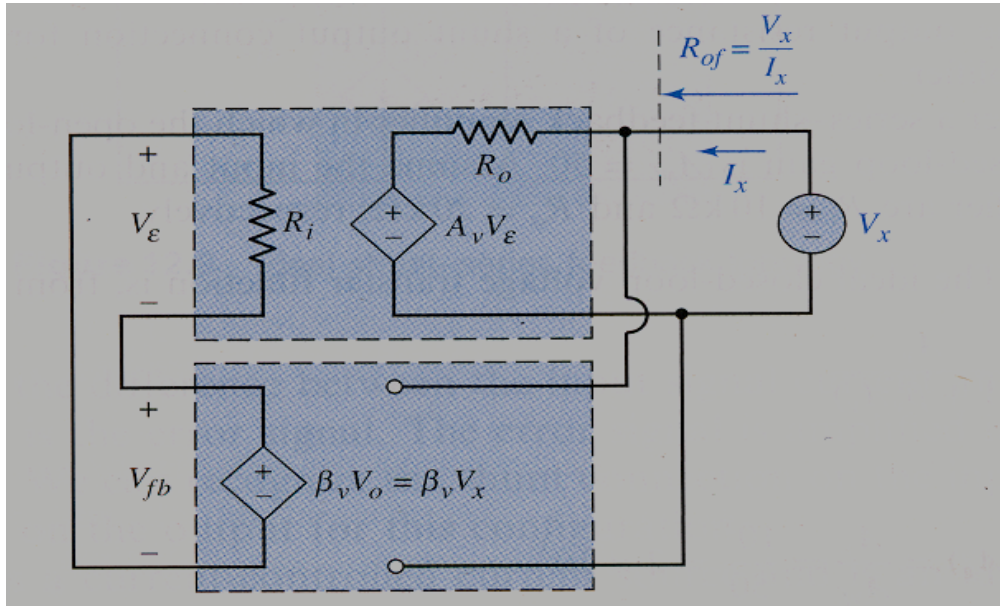 R_of = V_x / I_x
+
V_ε
−
R_i
+
−
A_v V_ε
R_o
I_x
+
−
V_x
+
V_fb
−
+
−
β_v V_o = β_v V_x